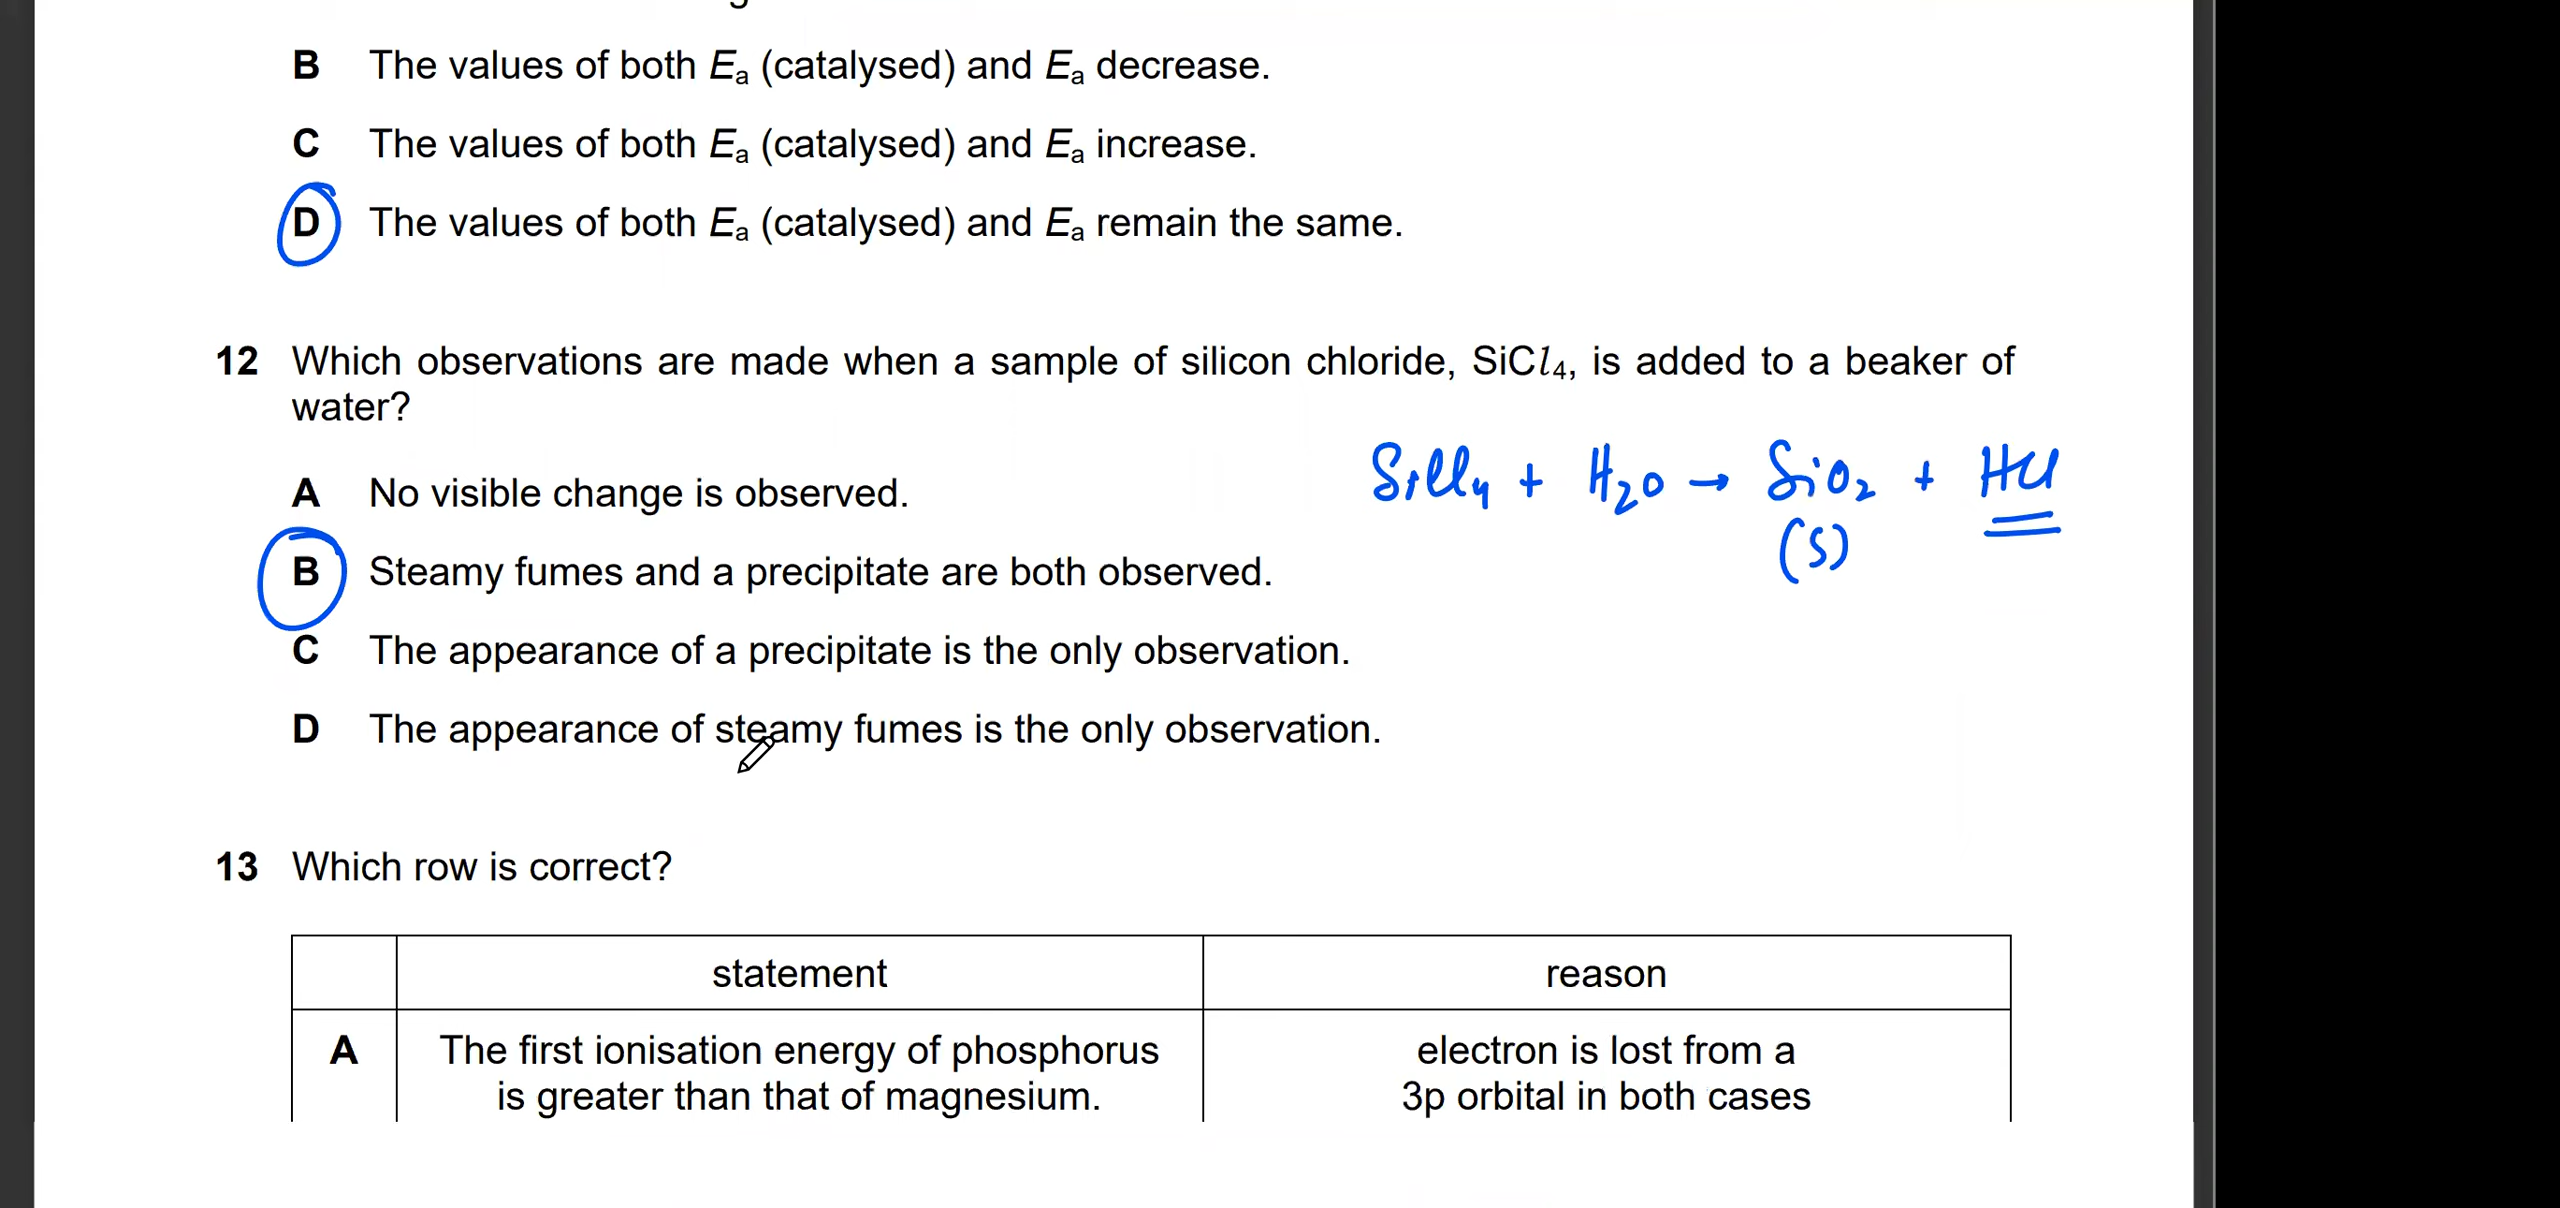 B The values of both Ea (catalysed) and Ea decrease.
C The values of both Ea (catalysed) and Ea increase.
D The values of both Ea (catalysed) and Ea remain the same.
12 Which observations are made when a sample of silicon chloride, SiCl4, is added to a beaker of
water?
SiCl4 + H2O → SiO2 + HCl
(s)
A No visible change is observed.
B Steamy fumes and a precipitate are both observed.
C The appearance of a precipitate is the only observation.
D The appearance of steamy fumes is the only observation.
13 Which row is correct?
statement reason
A The first ionisation energy of phosphorus electron is lost from a
is greater than that of magnesium. 3p orbital in both cases